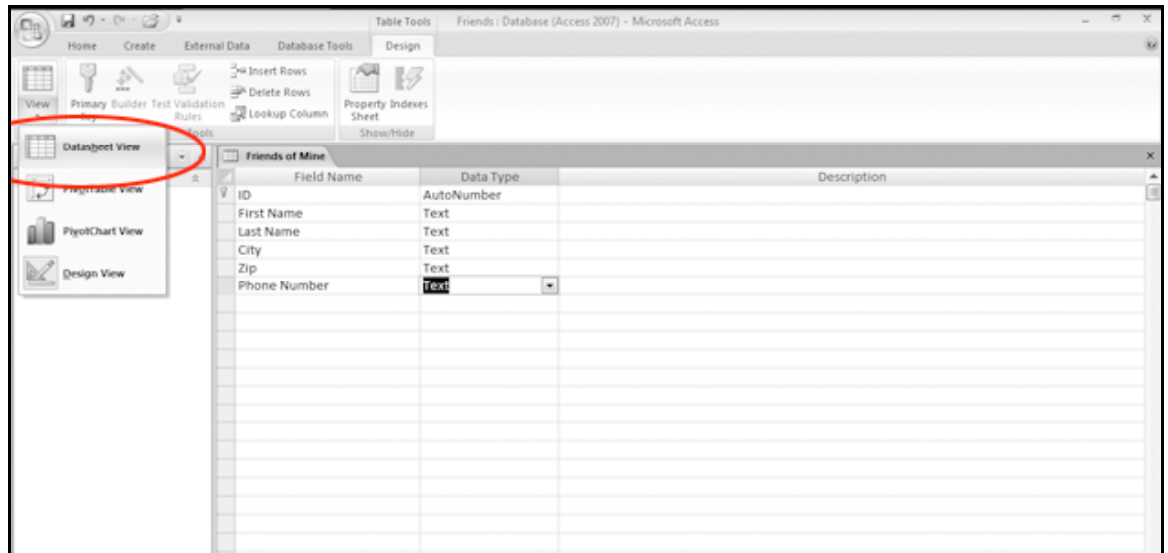 Table Tools Friends : Database (Access 2007) - Microsoft Access
Home Create External Data Database Tools Design
View Primary Key Builder Test Validation Rules
Insert Rows
Delete Rows
Lookup Column
Property Sheet Indexes
Tools Show/Hide
Datasheet View
PivotTable View
PivotChart View
Design View
Friends of Mine
Field Name Data Type Description
ID AutoNumber
First Name Text
Last Name Text
City Text
Zip Text
Phone Number Text